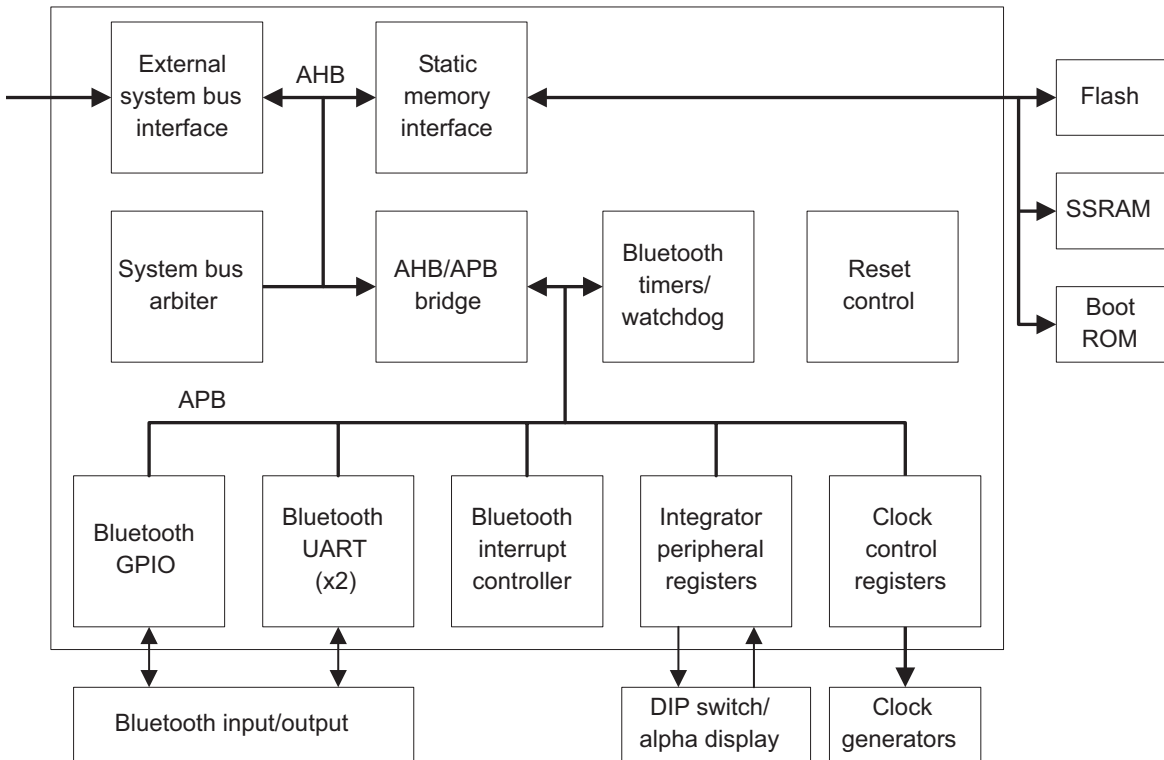 External
system bus
interface
AHB
Static
memory
interface
Flash
SSRAM
Boot
ROM
System bus
arbiter
AHB/APB
bridge
Bluetooth
timers/
watchdog
Reset
control
APB
Bluetooth
GPIO
Bluetooth
UART
(x2)
Bluetooth
interrupt
controller
Integrator
peripheral
registers
Clock
control
registers
Bluetooth input/output
DIP switch/
alpha display
Clock
generators